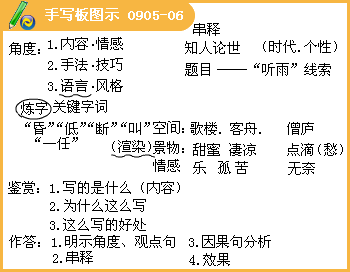 手写板图示 0905-06
角度：1.内容·情感
2.手法·技巧
3.语言·风格
串释
知人论世 （时代.个性）
题目 ——“听雨”线索
炼字 关键字词
“昏”“低”“断”“叫”空间：歌楼. 客舟. 僧庐
“一任” （渲染）景物：甜蜜 凄凉 点滴（愁）
情感 乐 孤 苦 无奈
鉴赏：1.写的是什么（内容）
2.为什么这么写
3.这么写的好处
作答：1.明示角度、观点句 3.因果句分析
2.串释 4.效果